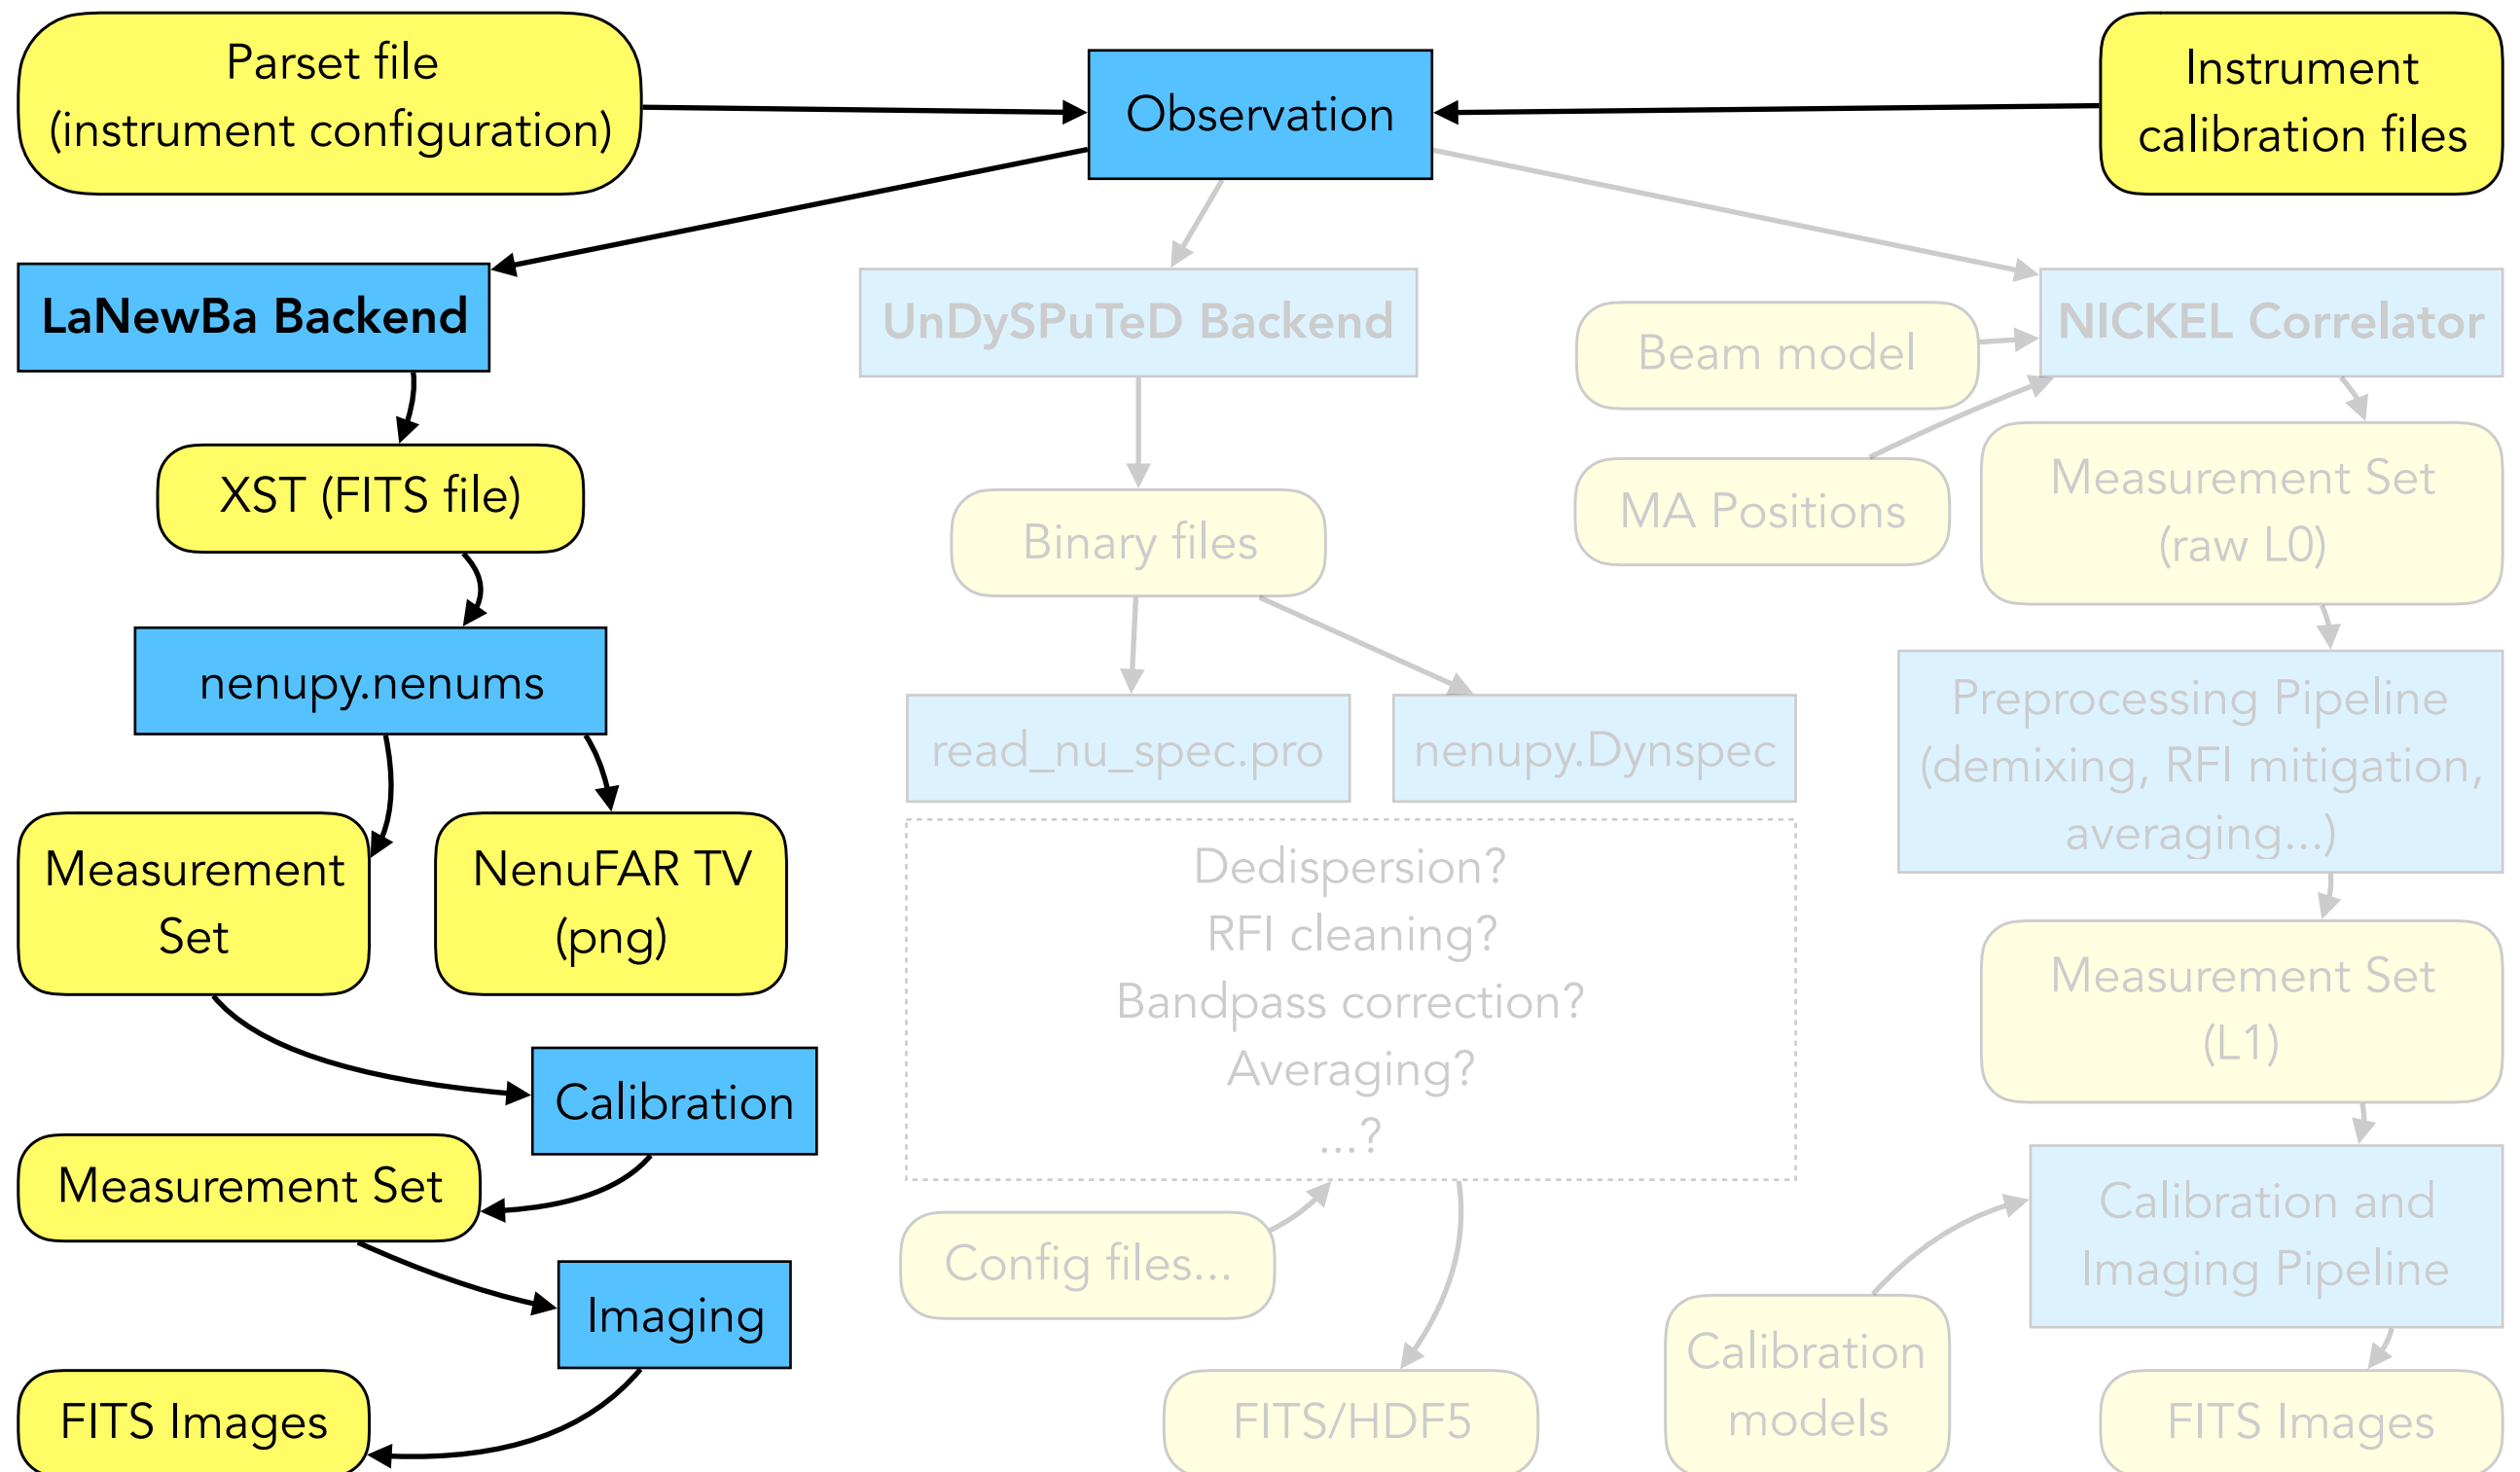 Parset file
(instrument configuration)
Observation
Instrument
calibration files
LaNewBa Backend
UnDySPuTeD Backend
NICKEL Correlator
Beam model
XST (FITS file)
MA Positions
Measurement Set
(raw L0)
Binary files
nenupy.nenums
read_nu_spec.pro
nenupy.Dynspec
Preprocessing Pipeline
(demixing, RFI mitigation,
averaging...)
Measurement
Set
NenuFAR TV
(png)
Dedispersion?
RFI cleaning?
Bandpass correction?
Averaging?
...?
Measurement Set
(L1)
Calibration
Measurement Set
Config files...
Calibration and
Imaging Pipeline
Imaging
Calibration
models
FITS Images
FITS/HDF5
FITS Images